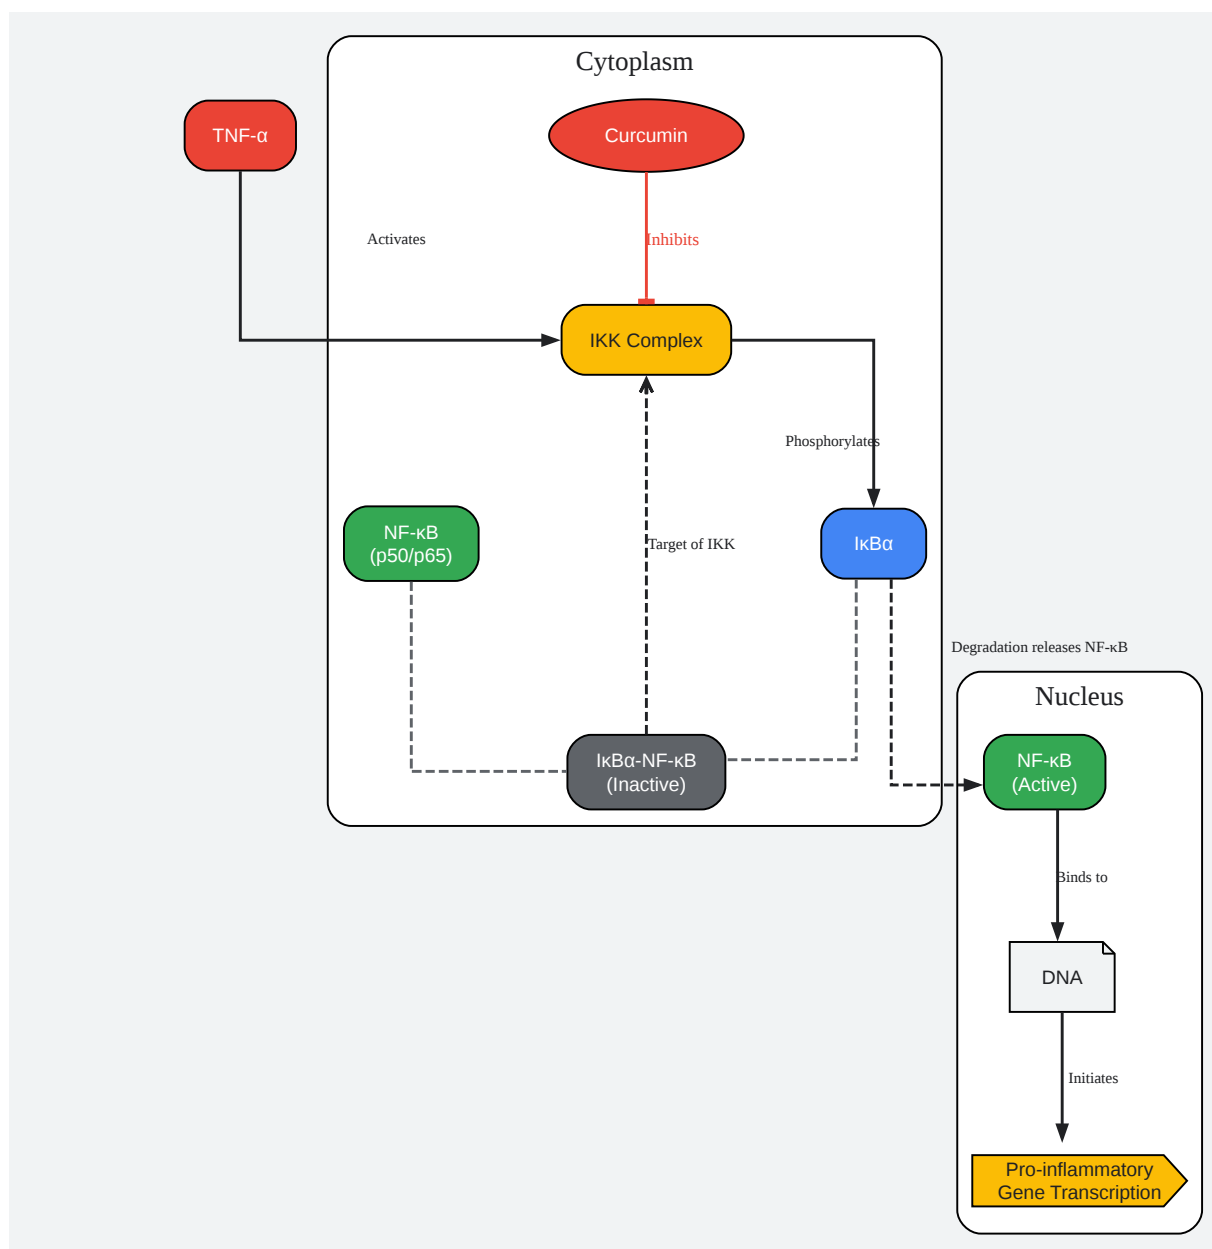 Cytoplasm
TNF-α
Curcumin
Activates
Inhibits
IKK Complex
Phosphorylates
NF-κB
(p50/p65)
Target of IKK
IκBα
Degradation releases NF-κB
Nucleus
IκBα-NF-κB
(Inactive)
NF-κB
(Active)
Binds to
DNA
Initiates
Pro-inflammatory
Gene Transcription